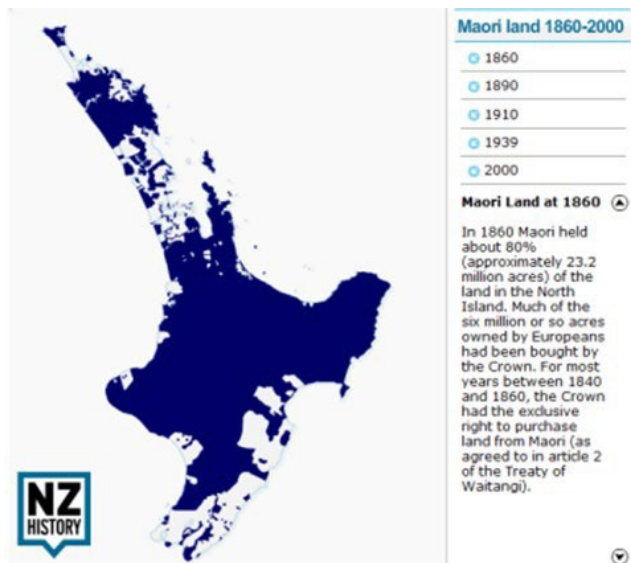 Maori land 1860-2000
1860
1890
1910
1939
2000
Maori Land at 1860
In 1860 Maori held
about 80%
(approximately 23.2
million acres) of the
land in the North
Island. Much of the
six million or so acres
owned by Europeans
had been bought by
the Crown. For most
years between 1840
and 1860, the Crown
had the exclusive
right to purchase
land from Maori (as
agreed to in article 2
of the Treaty of
Waitangi).
NZ
HISTORY